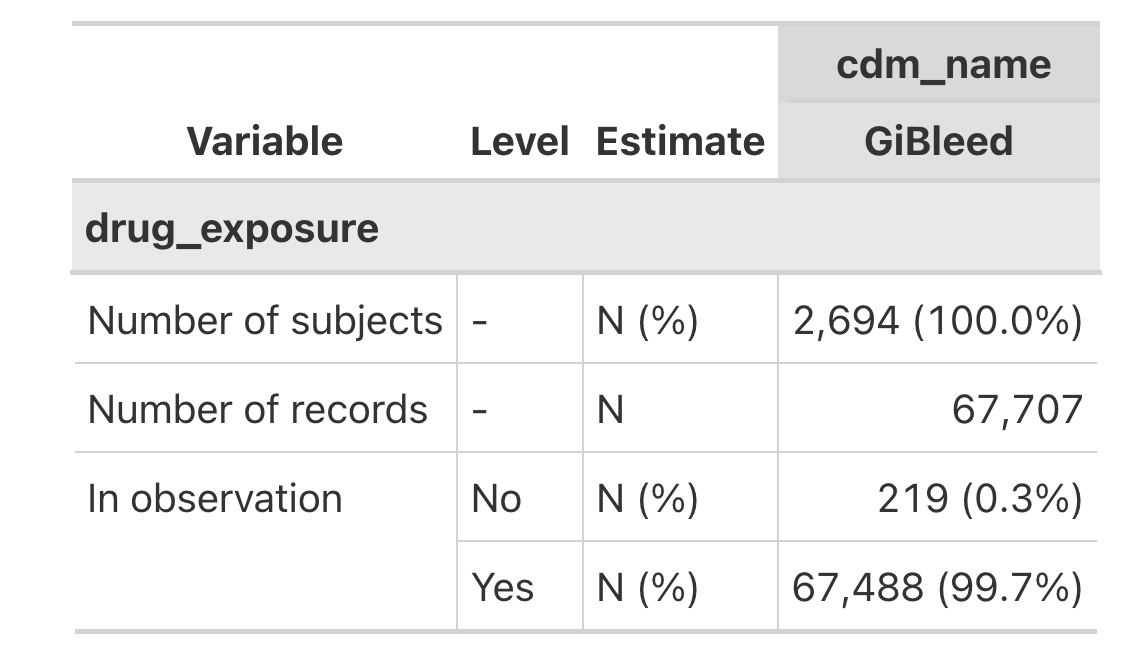 cdm_name
Variable Level Estimate GiBleed
drug_exposure
Number of subjects - N (%) 2,694 (100.0%)
Number of records - N 67,707
In observation No N (%) 219 (0.3%)
Yes N (%) 67,488 (99.7%)